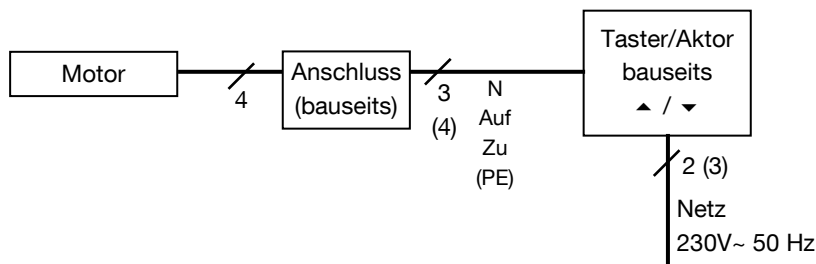 Motor
4
Anschluss
(bauseits)
3
(4)
N
Auf
Zu
(PE)
Taster/Aktor
bauseits
▲ / ▼
2 (3)
Netz
230V~ 50 Hz